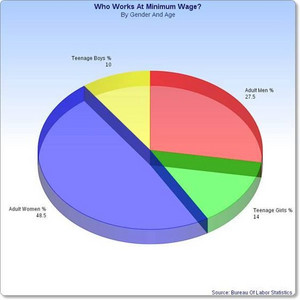 Who Works At Minimum Wage?
By Gender And Age
Teenage Boys %
10
Adult Men %
27.5
Adult Women %
48.5
Teenage Girls %
14
Source: Bureau Of Labor Statistics